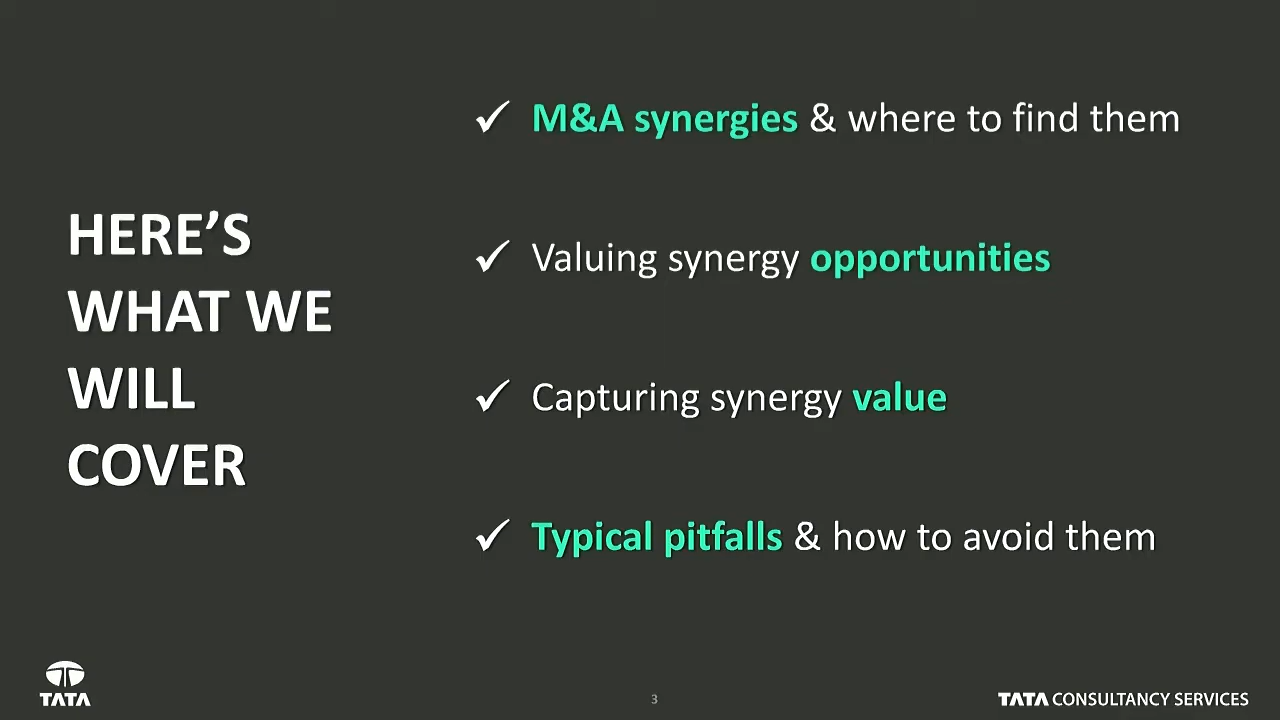 HERE’S
WHAT WE
WILL
COVER
✓ M&A synergies & where to find them
✓ Valuing synergy opportunities
✓ Capturing synergy value
✓ Typical pitfalls & how to avoid them
TATA
3
TATA CONSULTANCY SERVICES